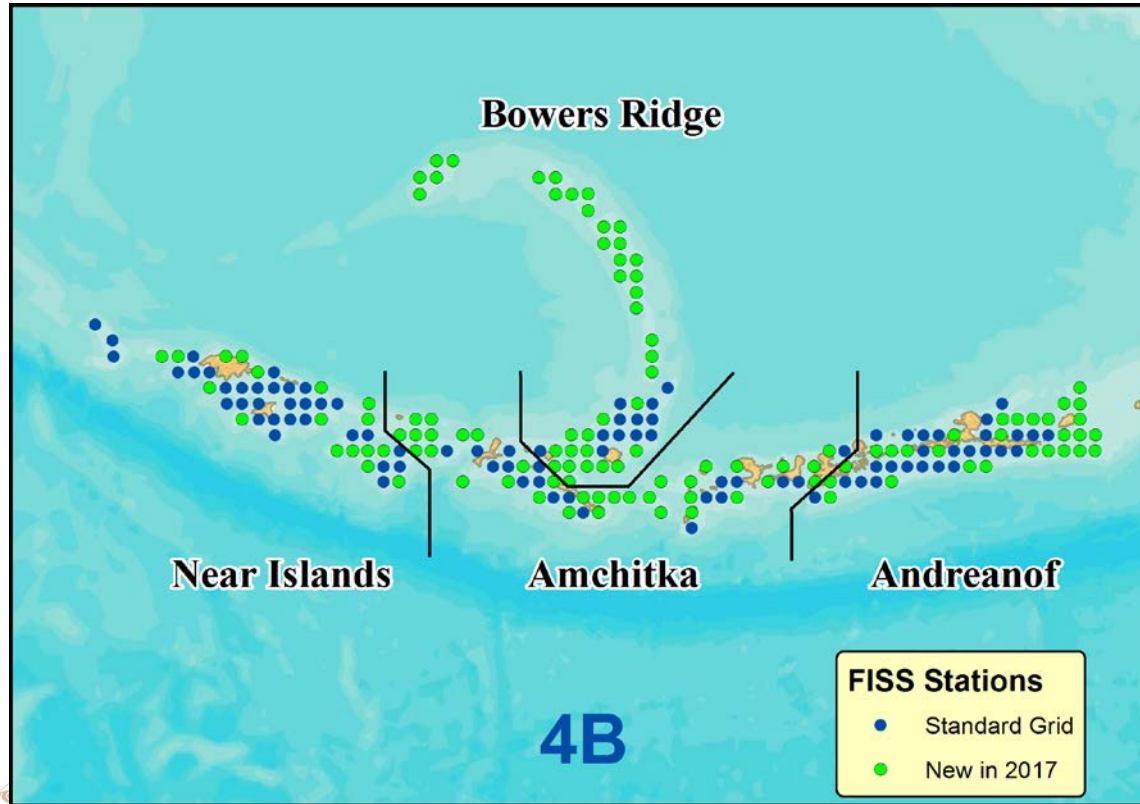 Bowers Ridge
Near Islands
Amchitka
Andreanof
4B
FISS Stations
Standard Grid
New in 2017